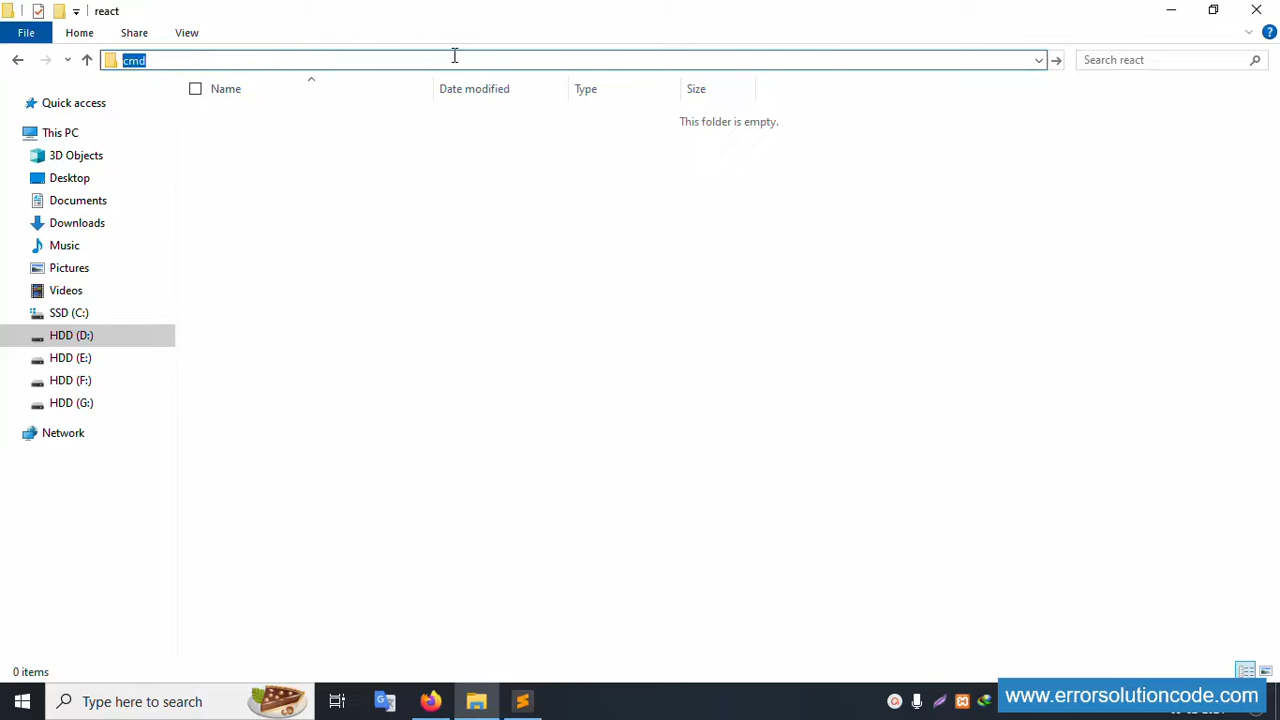 react
File Home Share View
cmd
Search react
Name Date modified Type Size
This folder is empty.
Quick access
This PC
3D Objects
Desktop
Documents
Downloads
Music
Pictures
Videos
SSD (C:)
HDD (D:)
HDD (E:)
HDD (F:)
HDD (G:)
Network
0 items
Type here to search
www.errorsolutioncode.com